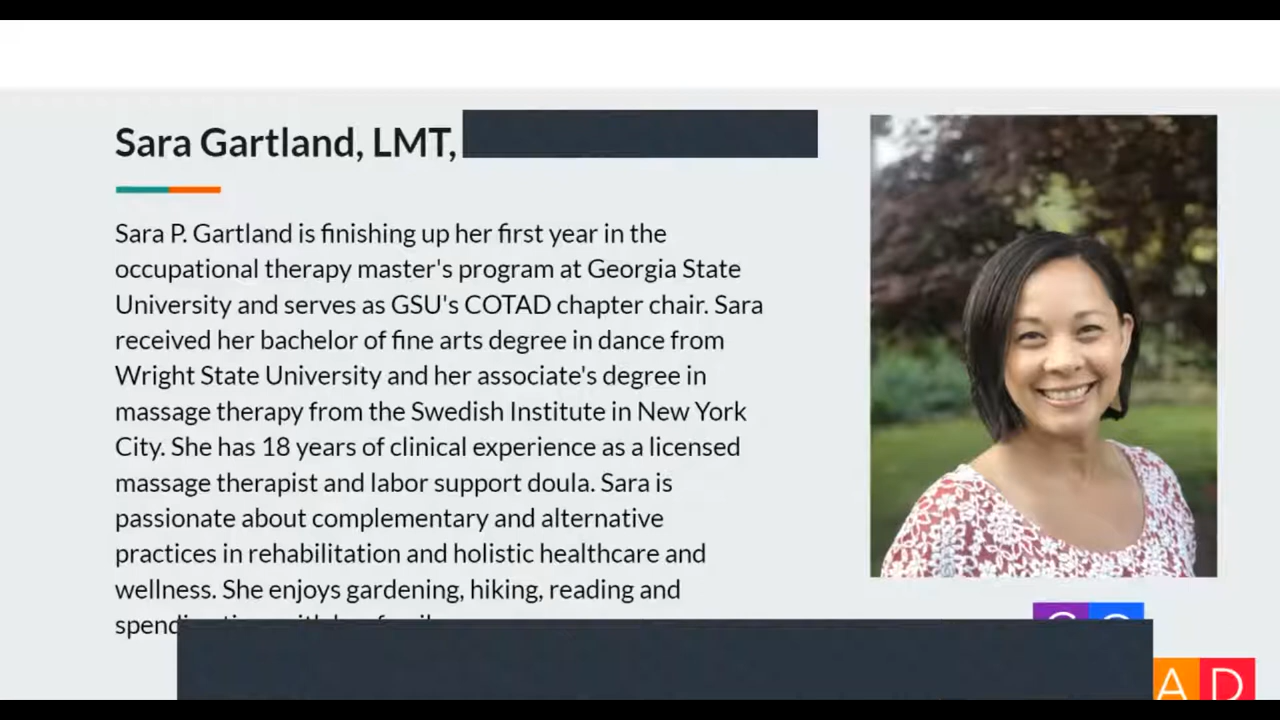 Sara Gartland, LMT,
Sara P. Gartland is finishing up her first year in the
occupational therapy master's program at Georgia State
University and serves as GSU's COTAD chapter chair. Sara
received her bachelor of fine arts degree in dance from
Wright State University and her associate's degree in
massage therapy from the Swedish Institute in New York
City. She has 18 years of clinical experience as a licensed
massage therapist and labor support doula. Sara is
passionate about complementary and alternative
practices in rehabilitation and holistic healthcare and
wellness. She enjoys gardening, hiking, reading and
A D